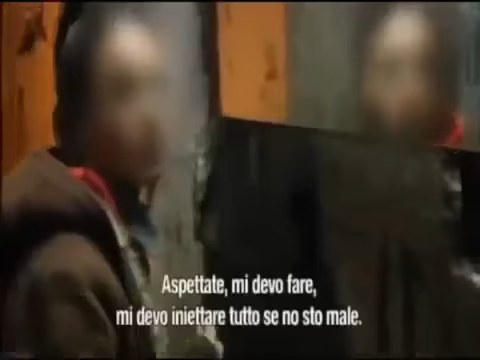 Aspettate, mi devo fare,
mi devo iniettare tutto se no sto male.